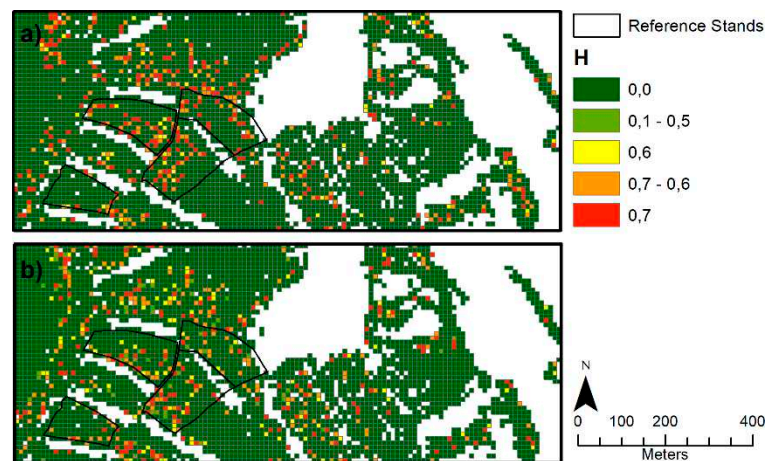 a)
Reference Stands
H
0,0
0,1 - 0,5
0,6
0,7 - 0,6
0,7
b)
N
0 100 200 300 400
Meters